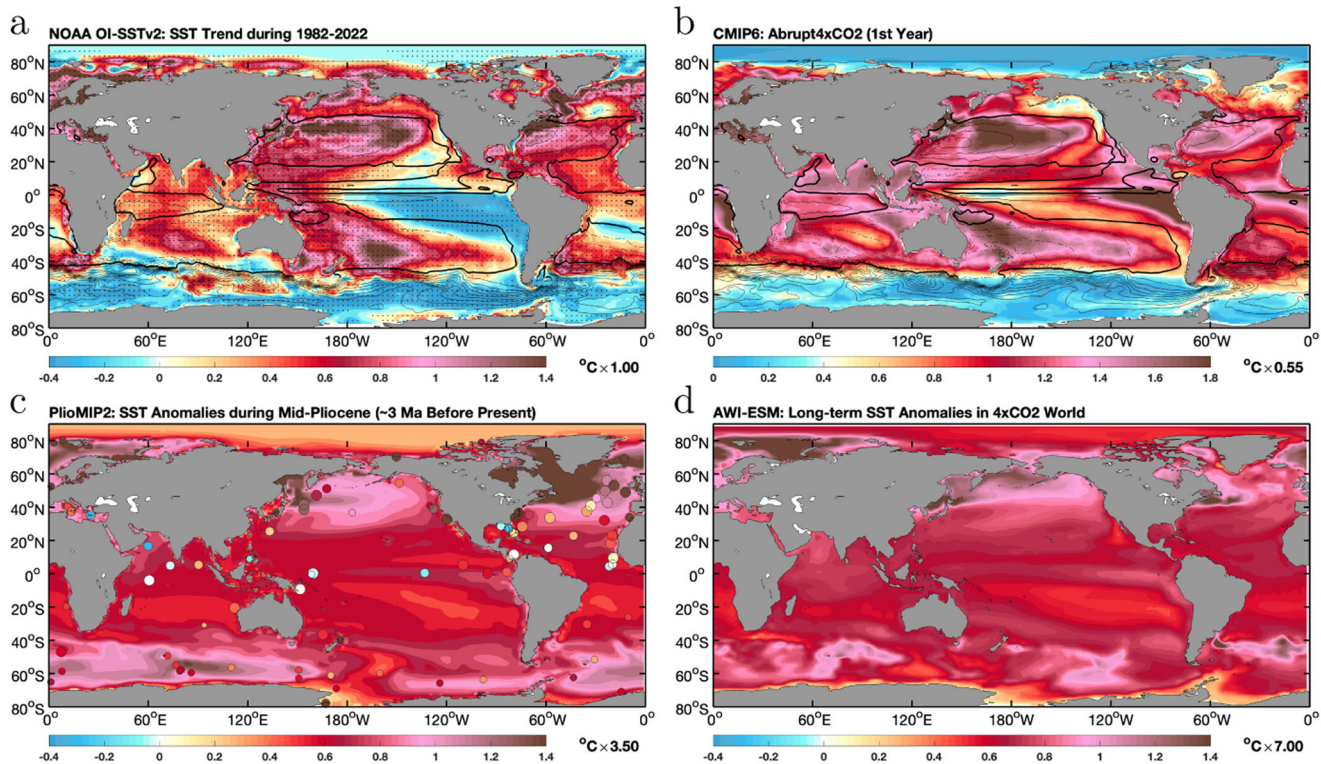 a
NOAA OI-SSTv2: SST Trend during 1982-2022
80°N
60°N
40°N
20°N
0°
20°S
40°S
60°S
80°S
0° 60°E 120°E 180°W 120°W 60°W 0°
-0.4 -0.2 0 0.2 0.4 0.6 0.8 1 1.2 1.4
°C×1.00
b
CMIP6: Abrupt4xCO2 (1st Year)
80°N
60°N
40°N
20°N
0°
20°S
40°S
60°S
80°S
60°E 120°E 180°W 120°W 60°W 0°
0 0.2 0.4 0.6 0.8 1 1.2 1.4 1.6 1.8
°C×0.55
c
PlioMIP2: SST Anomalies during Mid-Pliocene (~3 Ma Before Present)
80°N
60°N
40°N
20°N
0°
20°S
40°S
60°S
80°S
0° 60°E 120°E 180°W 120°W 60°W 0°
-0.4 -0.2 0 0.2 0.4 0.6 0.8 1 1.2 1.4
°C×3.50
d
AWI-ESM: Long-term SST Anomalies in 4xCO2 World
80°N
60°N
40°N
20°N
0°
20°S
40°S
60°S
80°S
0° 60°E 120°E 180°W 120°W 60°W 0°
-0.4 -0.2 0 0.2 0.4 0.6 0.8 1 1.2 1.4
°C×7.00